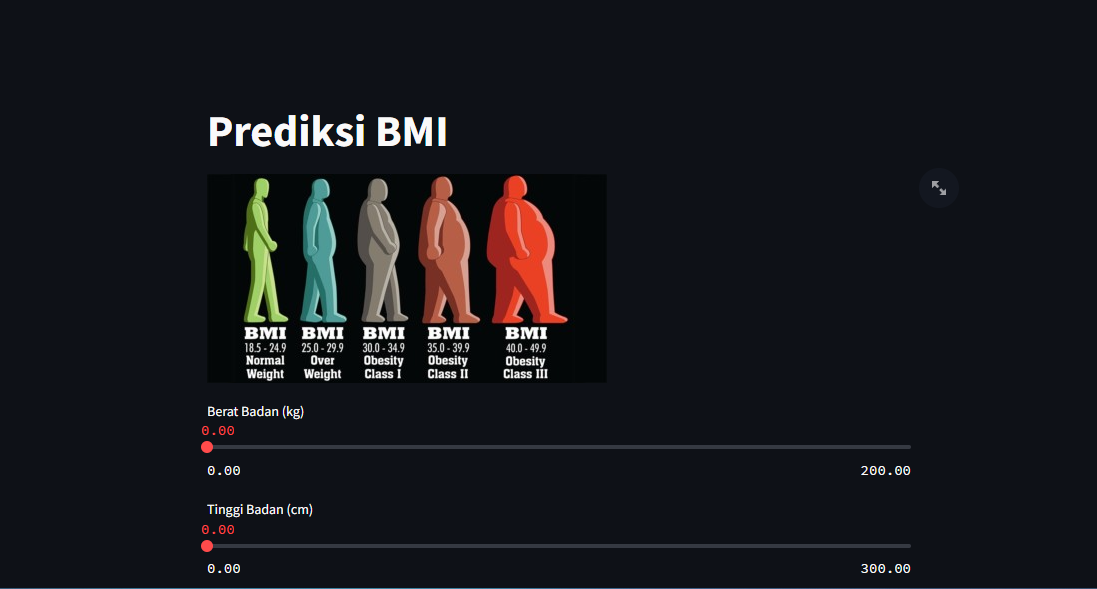 Prediksi BMI
BMI BMI BMI BMI BMI
18.5 - 24.9 25.0 - 29.9 30.0 - 34.9 35.0 - 39.9 40.0 - 49.9
Normal Over Obesity Obesity Obesity
Weight Weight Class I Class II Class III
Berat Badan (kg)
0.00
0.00 200.00
Tinggi Badan (cm)
0.00
0.00 300.00